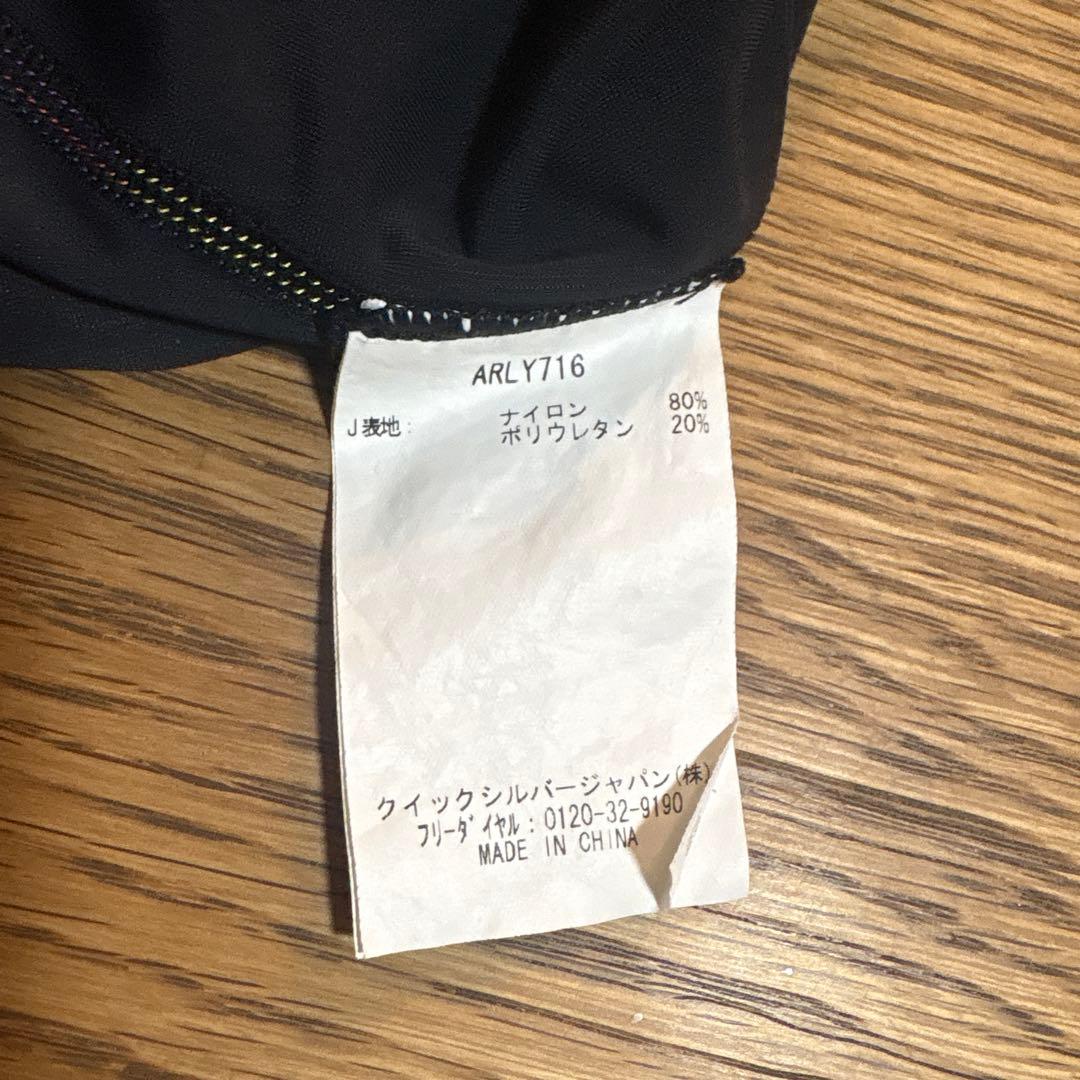 ARLY716
J表地: ナイロン 80%
ポリウレタン 20%
クイックシルバージャパン(株)
フリーダイヤル: 0120-32-9190
MADE IN CHINA